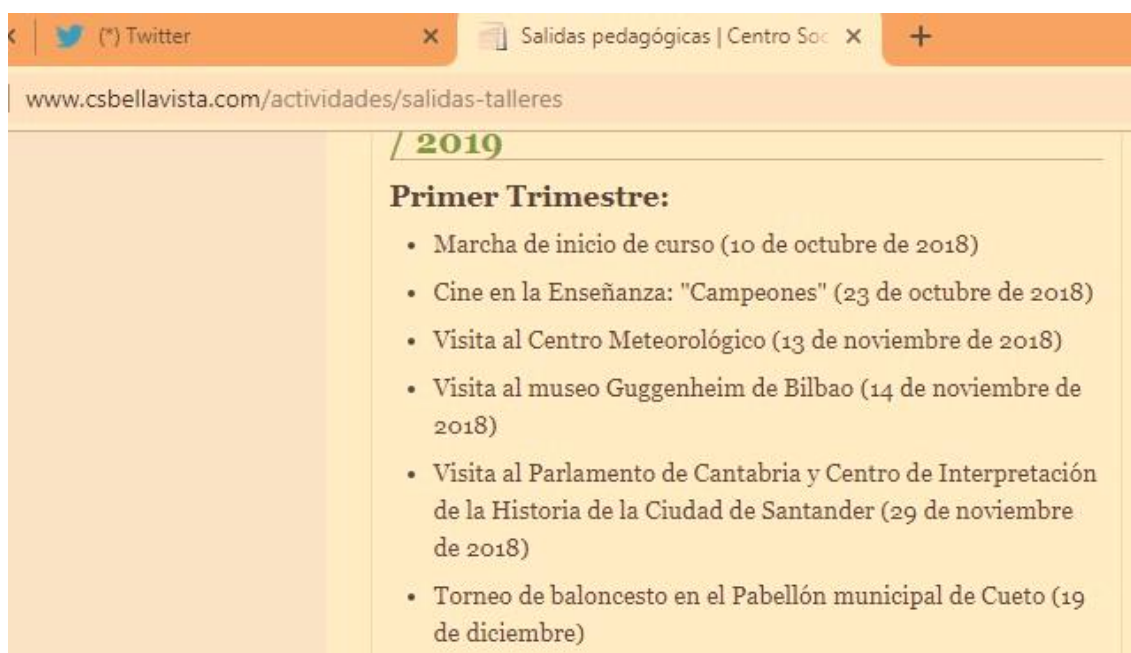 (*) Twitter
Salidas pedagógicas | Centro Soc
www.csbellavista.com/actividades/salidas-talleres
/ 2019
Primer Trimestre:
• Marcha de inicio de curso (10 de octubre de 2018)
• Cine en la Enseñanza: "Campeones" (23 de octubre de 2018)
• Visita al Centro Meteorológico (13 de noviembre de 2018)
• Visita al museo Guggenheim de Bilbao (14 de noviembre de
2018)
• Visita al Parlamento de Cantabria y Centro de Interpretación
de la Historia de la Ciudad de Santander (29 de noviembre
de 2018)
• Torneo de baloncesto en el Pabellón municipal de Cueto (19
de diciembre)